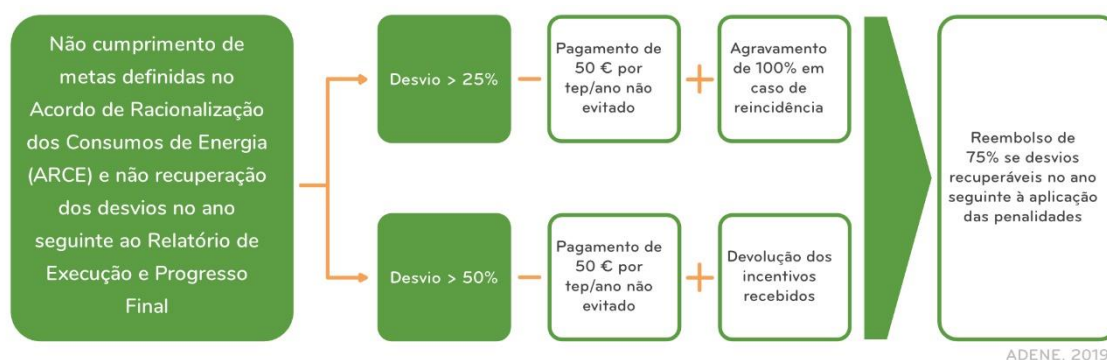 Não cumprimento de
metas definidas no
Acordo de Racionalização
dos Consumos de Energia
(ARCE) e não recuperação
dos desvios no ano
seguinte ao Relatório de
Execução e Progresso
Final
Desvio > 25%
Pagamento de
50 € por
tep/ano não
evitado
Agravamento
de 100% em
caso de
reincidência
Desvio > 50%
Pagamento de
50 € por
tep/ano não
evitado
Devolução dos
incentivos
recebidos
Reembolso de
75% se desvios
recuperáveis no ano
seguinte à aplicação
das penalidades
ADENE, 2019